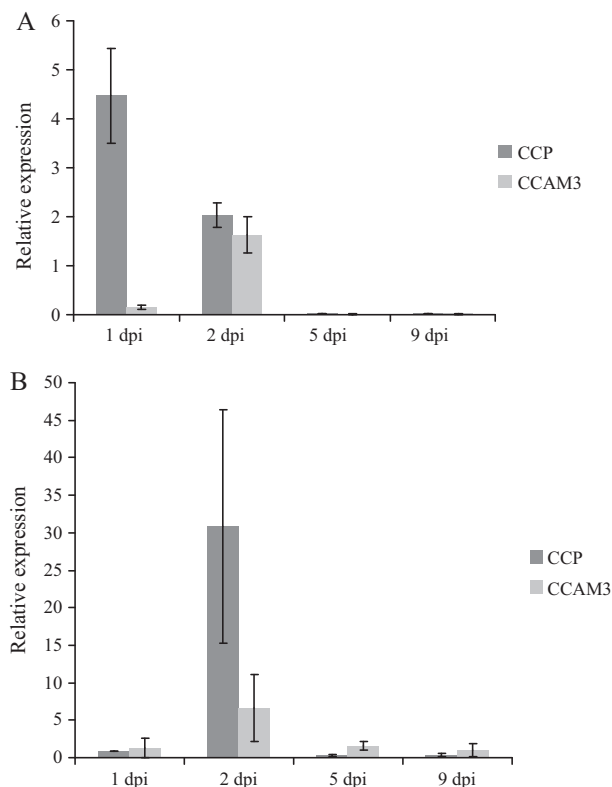 A
6
5
4
3
2
1
0
Relative expression
CCP
CCAM3
1 dpi 2 dpi 5 dpi 9 dpi
B
50
45
40
35
30
25
20
15
10
5
0
Relative expression
CCP
CCAM3
1 dpi 2 dpi 5 dpi 9 dpi